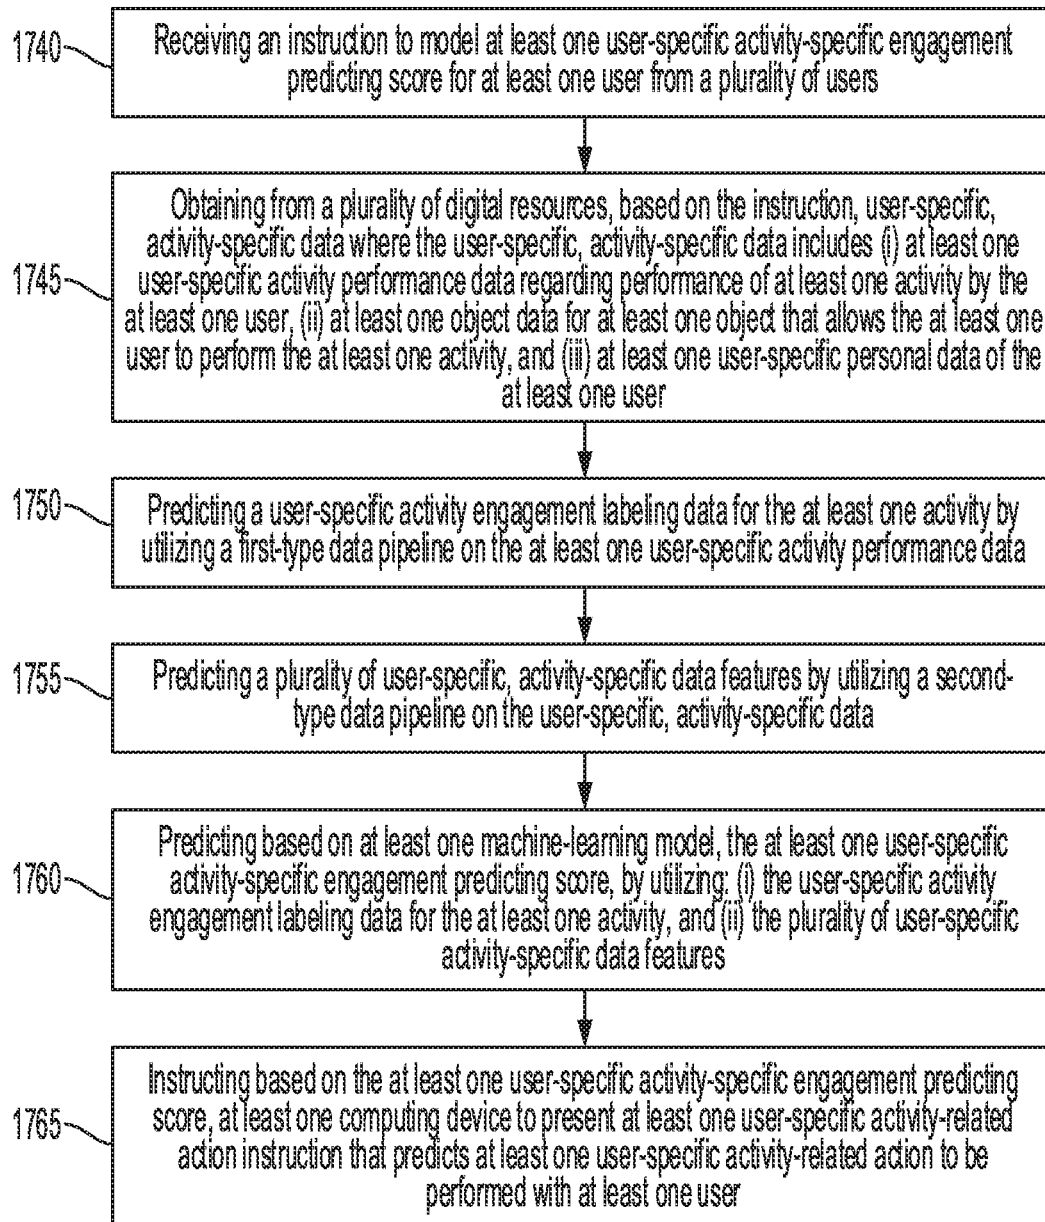 1740
Receiving an instruction to model at least one user-specific activity-specific engagement
predicting score for at least one user from a plurality of users
1745
Obtaining from a plurality of digital resources, based on the instruction, user-specific,
activity-specific data where the user-specific, activity-specific data includes (i) at least one
user-specific activity performance data regarding performance of at least one activity by the
at least one user, (ii) at least one object data for at least one object that allows the at least one
user to perform the at least one activity, and (iii) at least one user-specific personal data of the
at least one user
1750
Predicting a user-specific activity engagement labeling data for the at least one activity by
utilizing a first-type data pipeline on the at least one user-specific activity performance data
1755
Predicting a plurality of user-specific, activity-specific data features by utilizing a second-
type data pipeline on the user-specific, activity-specific data
1760
Predicting based on at least one machine-learning model, the at least one user-specific
activity-specific engagement predicting score, by utilizing: (i) the user-specific activity
engagement labeling data for the at least one activity, and (ii) the plurality of user-specific
activity-specific data features
1765
Instructing based on the at least one user-specific activity-specific engagement predicting
score, at least one computing device to present at least one user-specific activity-related
action instruction that predicts at least one user-specific activity-related action to be
performed with at least one user